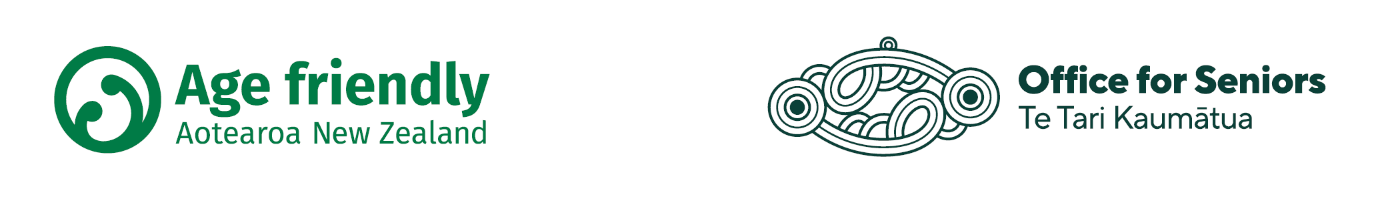 Age friendly
Aotearoa New Zealand
Office for Seniors
Te Tari Kaumātua